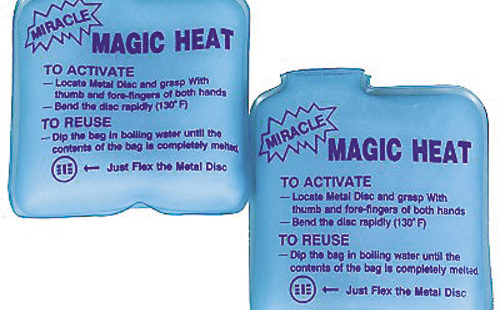 MIRACLE
MAGIC HEAT
TO ACTIVATE
– Locate Metal Disc and grasp With
thumb and fore-fingers of both hands
– Bend the disc rapidly (130°F)
TO REUSE
– Dip the bag in boiling water until the
contents of the bag is completely melted.
← Just Flex the Metal Disc
MIRACLE
MAGIC HEAT
TO ACTIVATE
– Locate Metal Disc and grasp With
thumb and fore-fingers of both hands
– Bend the disc rapidly (130°F)
TO REUSE
– Dip the bag in boiling water until the
contents of the bag is completely melted
← Just Flex the Metal Disc